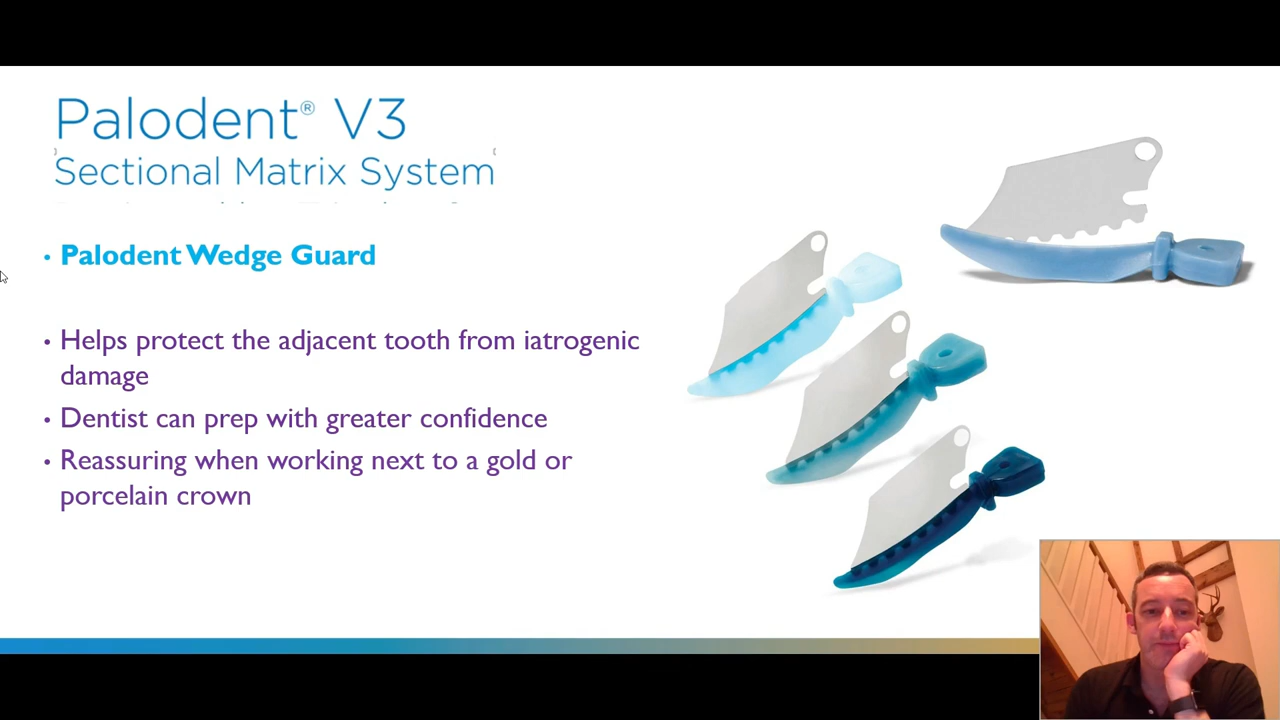 Palodent® V3
Sectional Matrix System
• Palodent Wedge Guard
• Helps protect the adjacent tooth from iatrogenic
damage
• Dentist can prep with greater confidence
• Reassuring when working next to a gold or
porcelain crown